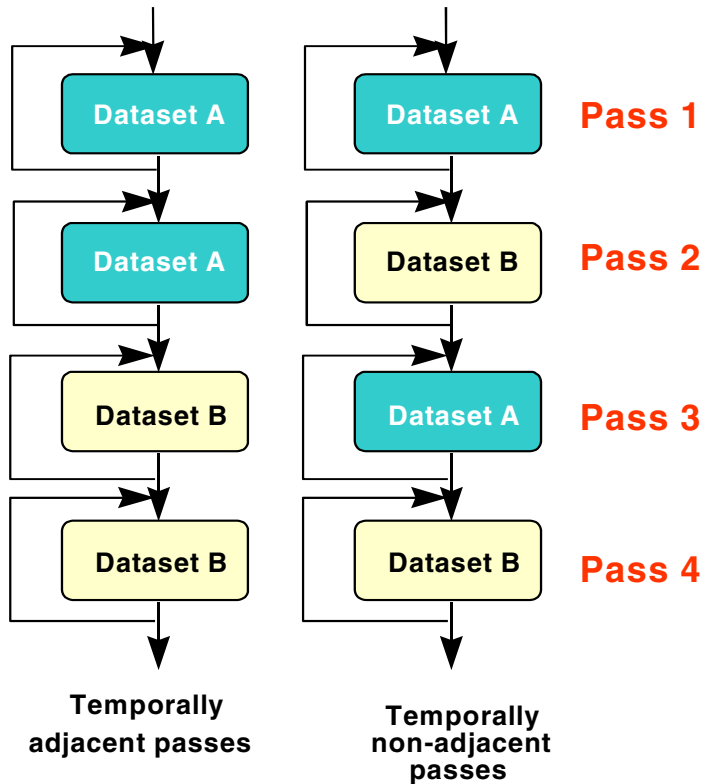 Dataset A
Dataset A
Pass 1
Dataset A
Dataset B
Pass 2
Dataset B
Dataset A
Pass 3
Dataset B
Dataset B
Pass 4
Temporally
adjacent passes
Temporally
non-adjacent
passes